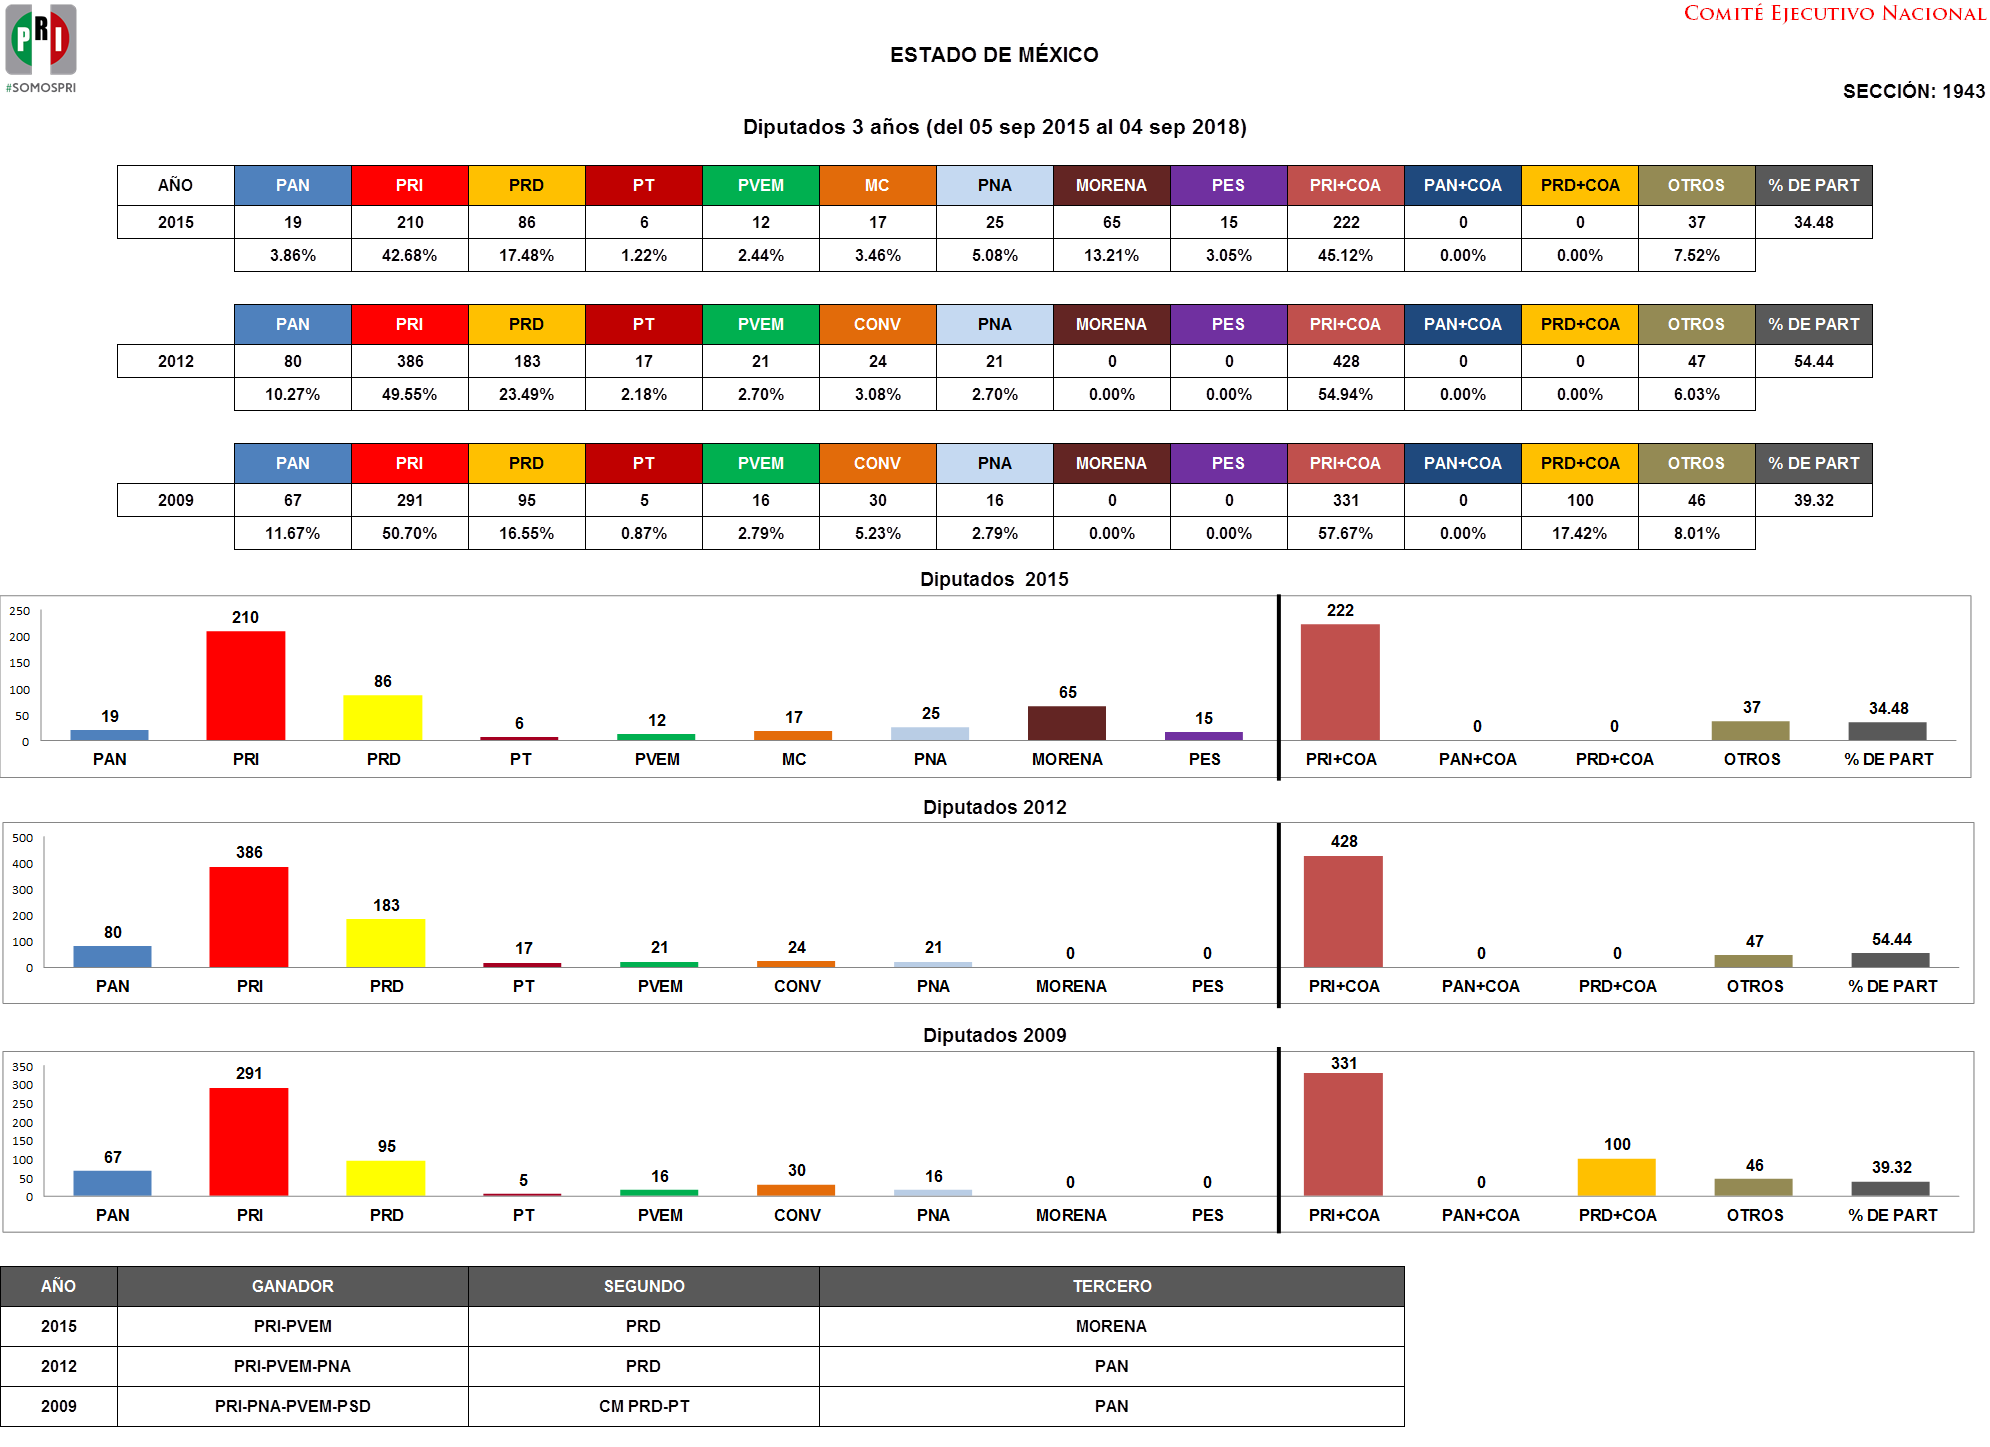 PRI
#SOMOSPRI
COMITÉ EJECUTIVO NACIONAL
ESTADO DE MÉXICO
SECCIÓN: 1943
Diputados 3 años (del 05 sep 2015 al 04 sep 2018)
AÑO PAN PRI PRD PT PVEM MC PNA MORENA PES PRI+COA PAN+COA PRD+COA OTROS % DE PART
2015 19 210 86 6 12 17 25 65 15 222 0 0 37 34.48
3.86% 42.68% 17.48% 1.22% 2.44% 3.46% 5.08% 13.21% 3.05% 45.12% 0.00% 0.00% 7.52%
PAN PRI PRD PT PVEM CONV PNA MORENA PES PRI+COA PAN+COA PRD+COA OTROS % DE PART
2012 80 386 183 17 21 24 21 0 0 428 0 0 47 54.44
10.27% 49.55% 23.49% 2.18% 2.70% 3.08% 2.70% 0.00% 0.00% 54.94% 0.00% 0.00% 6.03%
PAN PRI PRD PT PVEM CONV PNA MORENA PES PRI+COA PAN+COA PRD+COA OTROS % DE PART
2009 67 291 95 5 16 30 16 0 0 331 0 100 46 39.32
11.67% 50.70% 16.55% 0.87% 2.79% 5.23% 2.79% 0.00% 0.00% 57.67% 0.00% 17.42% 8.01%
Diputados 2015
250
200
150
100
50
0
19 210 86 6 12 17 25 65 15 222 0 0 37 34.48
PAN PRI PRD PT PVEM MC PNA MORENA PES PRI+COA PAN+COA PRD+COA OTROS % DE PART
Diputados 2012
500
400
300
200
100
0
80 386 183 17 21 24 21 0 0 428 0 0 47 54.44
PAN PRI PRD PT PVEM CONV PNA MORENA PES PRI+COA PAN+COA PRD+COA OTROS % DE PART
Diputados 2009
350
300
250
200
150
100
50
0
67 291 95 5 16 30 16 0 0 331 0 100 46 39.32
PAN PRI PRD PT PVEM CONV PNA MORENA PES PRI+COA PAN+COA PRD+COA OTROS % DE PART
AÑO GANADOR SEGUNDO TERCERO
2015 PRI-PVEM PRD MORENA
2012 PRI-PVEM-PNA PRD PAN
2009 PRI-PNA-PVEM-PSD CM PRD-PT PAN